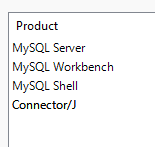 Product
MySQL Server
MySQL Workbench
MySQL Shell
Connector/J